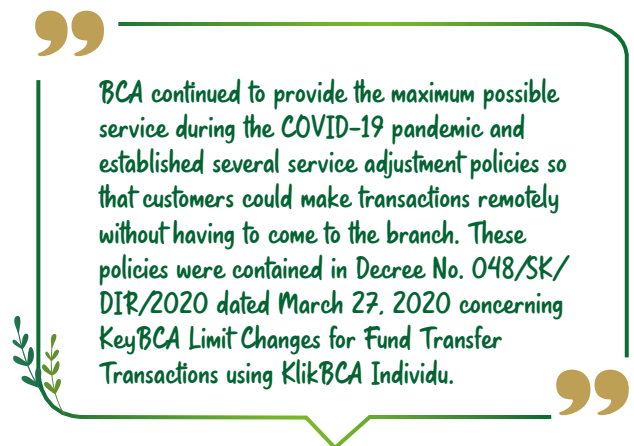 BCA continued to provide the maximum possible
service during the COVID-19 pandemic and
established several service adjustment policies so
that customers could make transactions remotely
without having to come to the branch. These
policies were contained in Decree No. 048/SK/
DIR/2020 dated March 27, 2020 concerning
KeyBCA Limit Changes for Fund Transfer
Transactions using KlikBCA Individu.